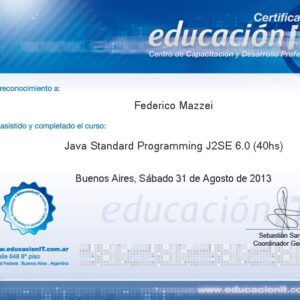 Certifica
educaciónIT
Centro de Capacitación y Desarrollo Profe
reconocimiento a:
Federico Mazzei
asistido y completado el curso:
Java Standard Programming J2SE 6.0 (40hs)
Buenos Aires, Sábado 31 de Agosto de 2013
educaciónIT
www.educacionIT.com.ar
alle 648 8° piso
al Federal . Buenos Aires . Argentina
Sebastián San
Coordinador Ge
www.educacionIT.com